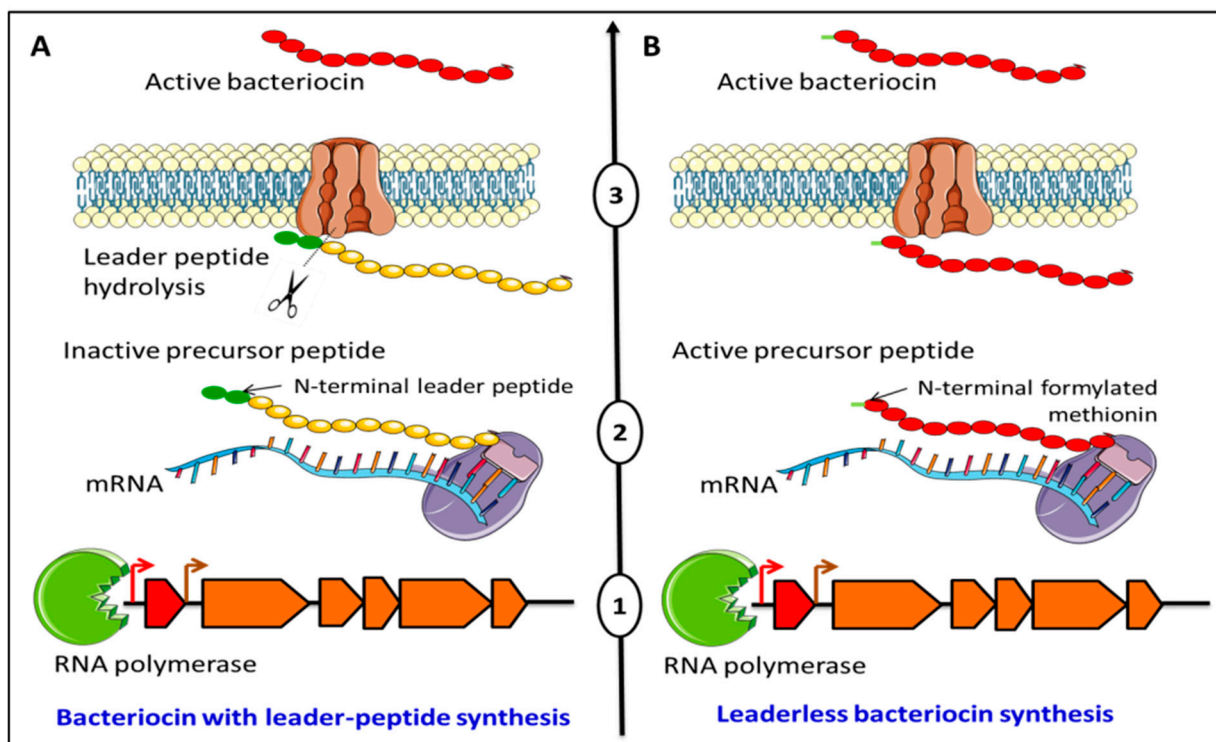 A
Active bacteriocin
Leader peptide
hydrolysis
Inactive precursor peptide
N-terminal leader peptide
mRNA
RNA polymerase
Bacteriocin with leader-peptide synthesis
3
2
1
B
Active bacteriocin
Active precursor peptide
N-terminal formylated
methionin
mRNA
RNA polymerase
Leaderless bacteriocin synthesis